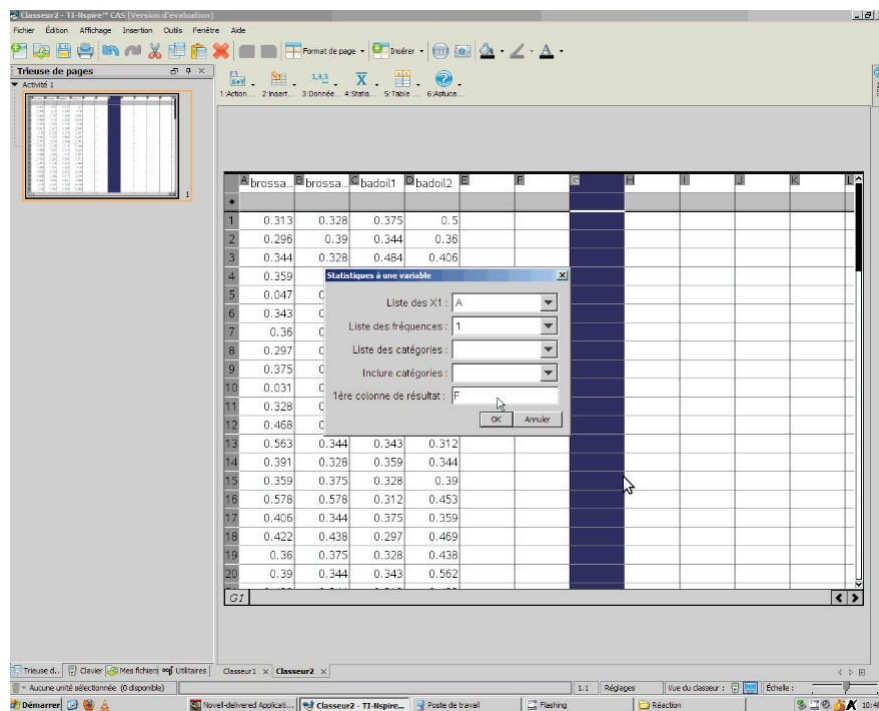 Classeur2 - TI-Nspire™ CAS [Version d'évaluation]
Fichier Édition Affichage Insertion Outils Fenêtre Aide
Format de page Insérer A
Trieuse de pages
Activité 1
1
1:Action... 2:Insert... 3:Donnée... 4:Statis... 5:Table ... 6:Astuce...
A brossa... B brossa... C badoil1 D badoil2 E F G H I J K L
1 0.313 0.328 0.375 0.5
2 0.296 0.39 0.344 0.36
3 0.344 0.328 0.484 0.406
4 0.359
5 0.047
6 0.343
7 0.36
8 0.297
9 0.375
10 0.031
11 0.328
12 0.468
Statistiques à une variable
Liste des X1 : A
Liste des fréquences : 1
Liste des catégories :
Inclure catégories :
1ére colonne de résultat : F
OK Annuler
13 0.563 0.344 0.343 0.312
14 0.391 0.328 0.359 0.344
15 0.359 0.375 0.328 0.39
16 0.578 0.578 0.312 0.453
17 0.406 0.344 0.375 0.359
18 0.422 0.438 0.297 0.469
19 0.36 0.375 0.328 0.438
20 0.39 0.344 0.343 0.562
G1
Trieuse d... Clavier Mes fichiers Utilitaires Classeur1 Classeur2
Aucune unité sélectionnée (0 disponible) 1.1 Réglages Vue du classeur : Échelle :
Démarrer Novell-delivered Applicati... Classeur2 - TI-Nspire... Poste de travail Flashing Réaction 10:46